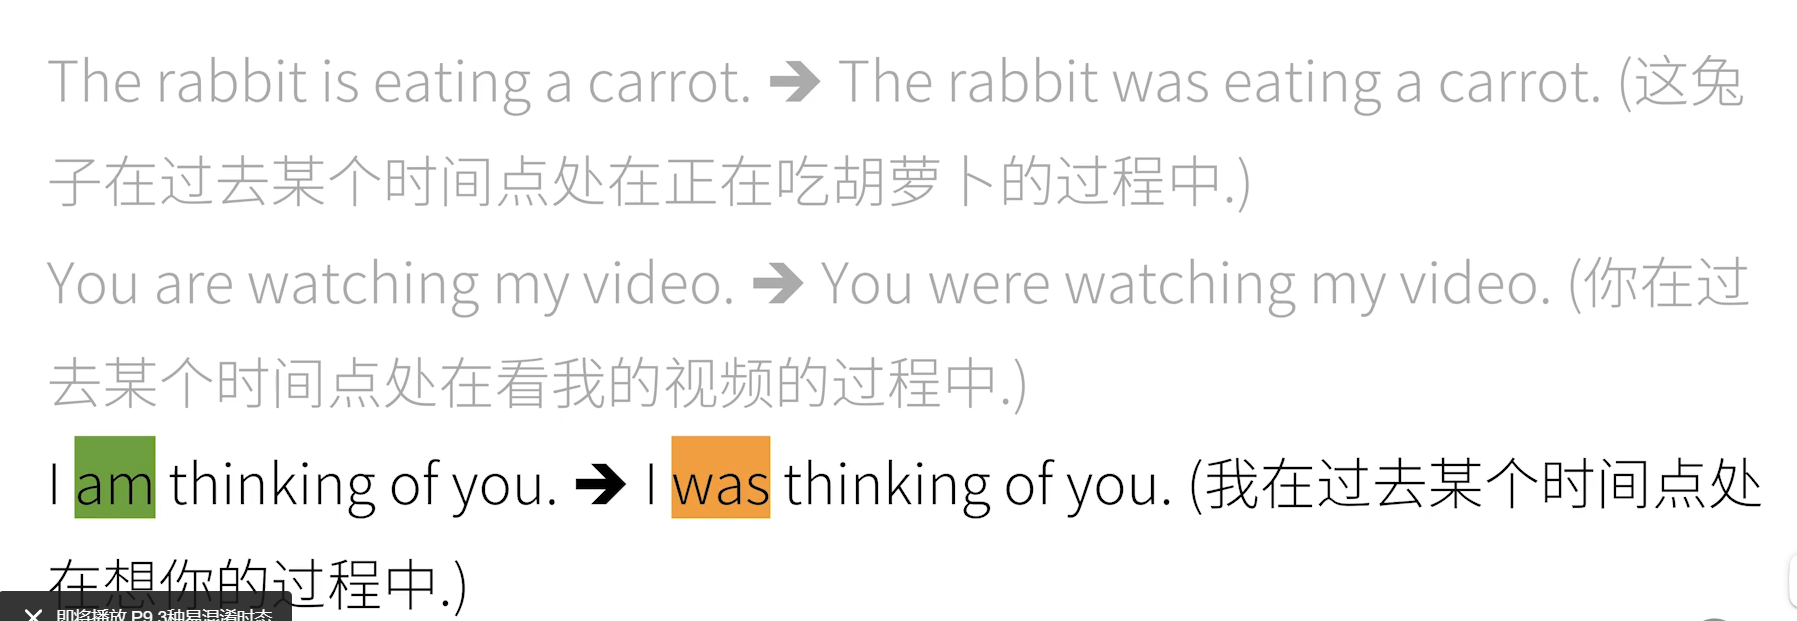 The rabbit is eating a carrot. ➔ The rabbit was eating a carrot. (这兔
子在过去某个时间点处在正在吃胡萝卜的过程中.)
You are watching my video. ➔ You were watching my video. (你在过
去某个时间点处在看我的视频的过程中.)
I am thinking of you. ➔ I was thinking of you. (我在过去某个时间点处
在想你的过程中.)
即将播放 P9 3种易混淆时态